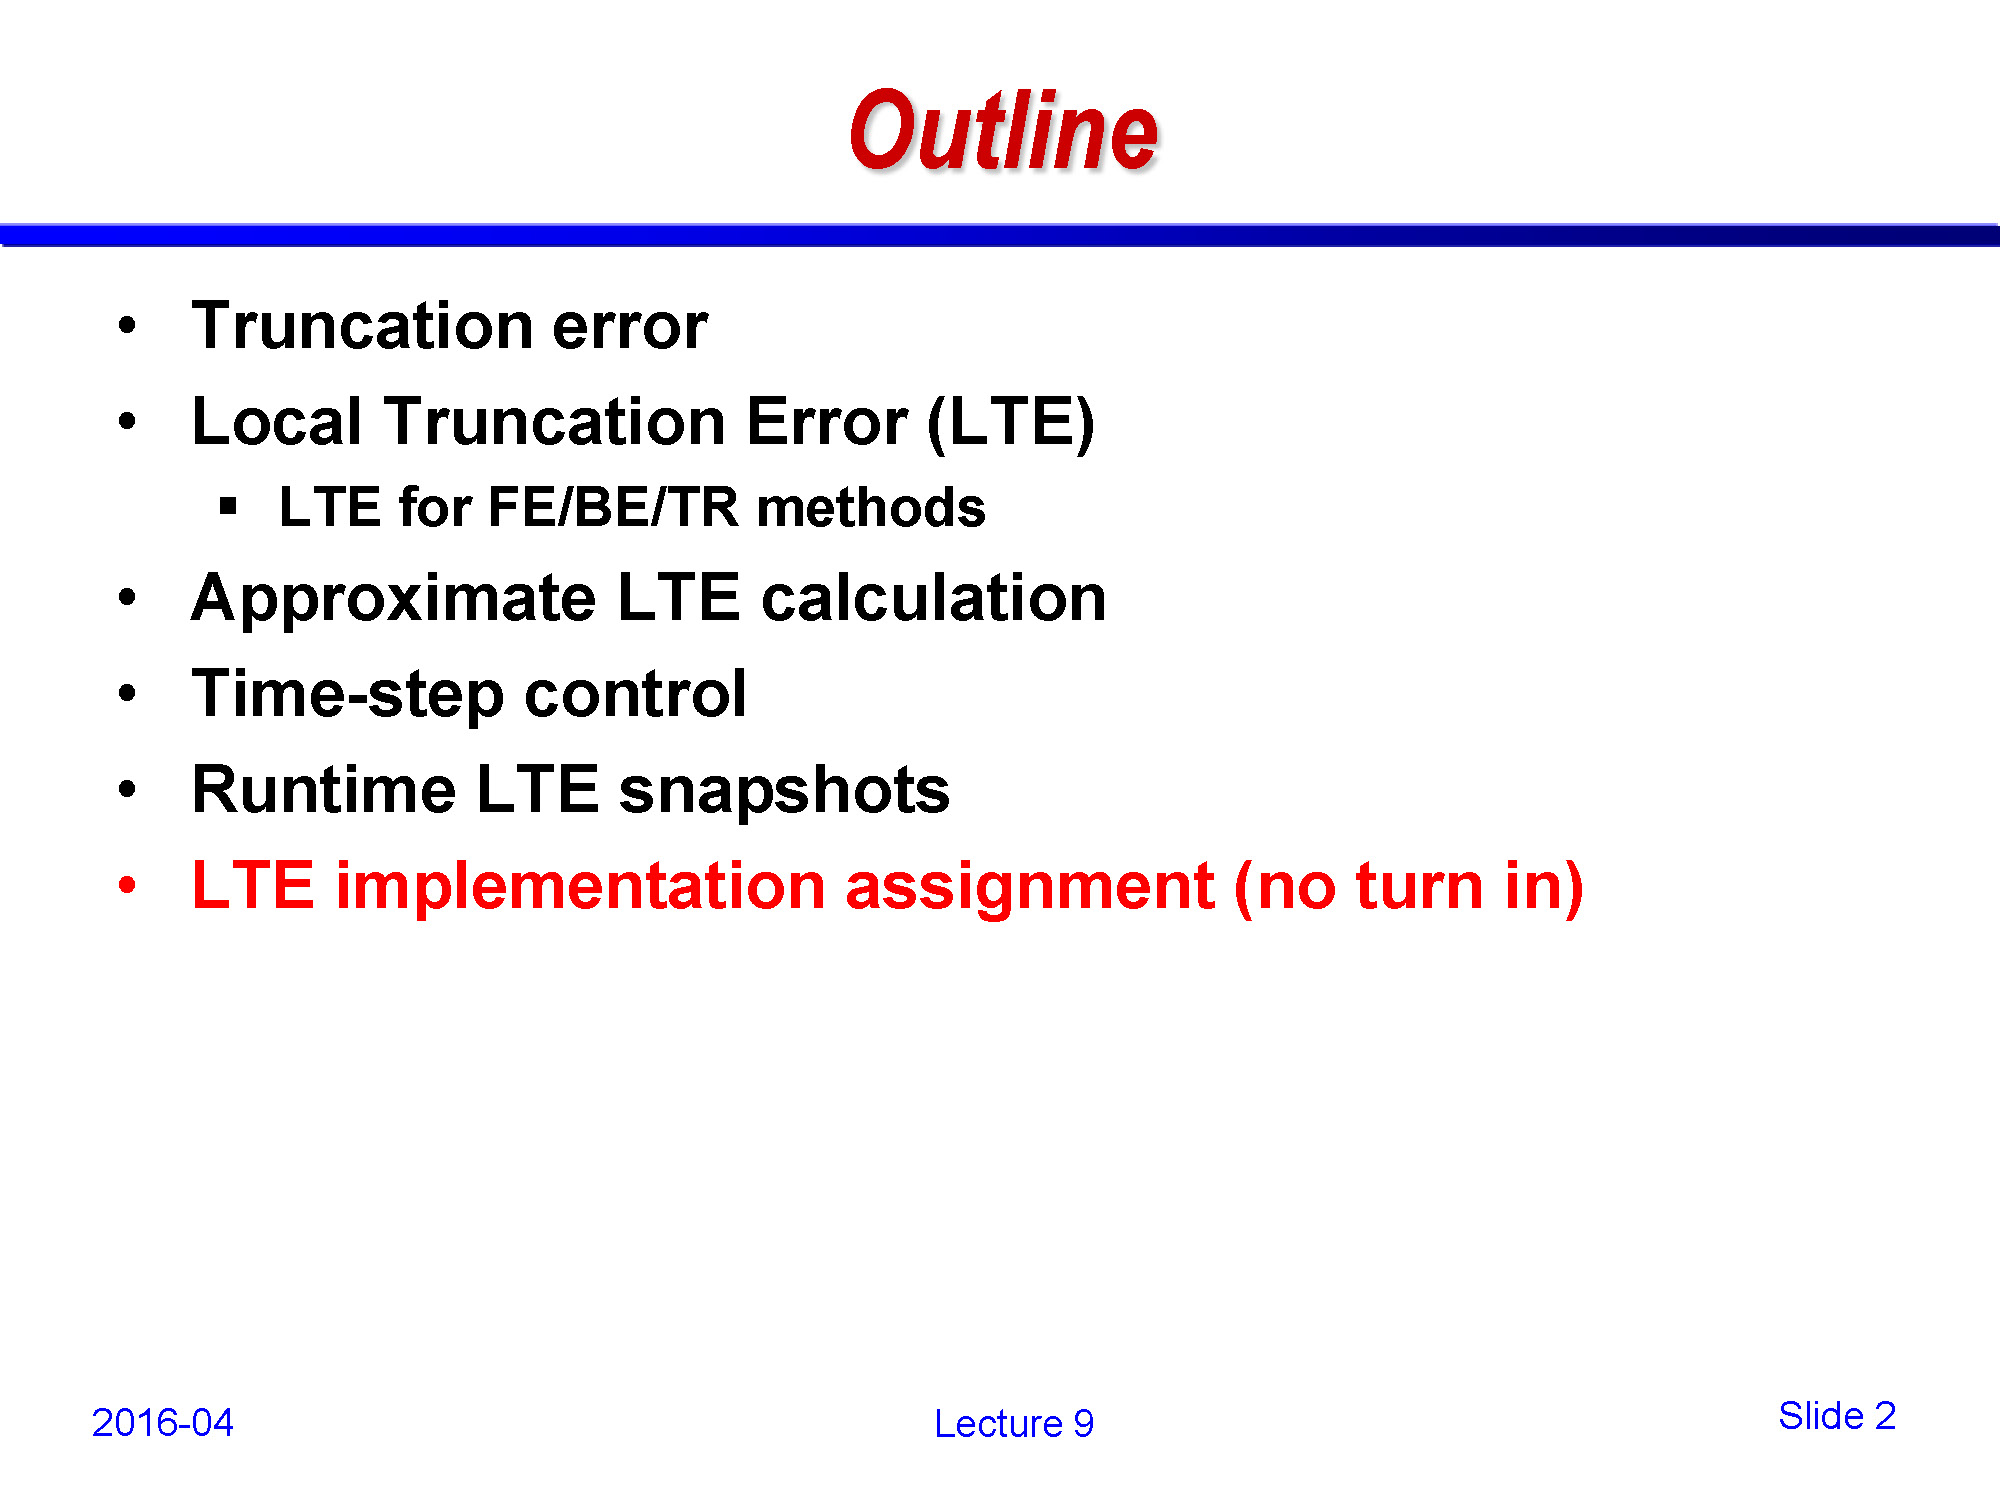 Outline
• Truncation error
• Local Truncation Error (LTE)
▪ LTE for FE/BE/TR methods
• Approximate LTE calculation
• Time-step control
• Runtime LTE snapshots
• LTE implementation assignment (no turn in)
2016-04
Lecture 9
Slide 2